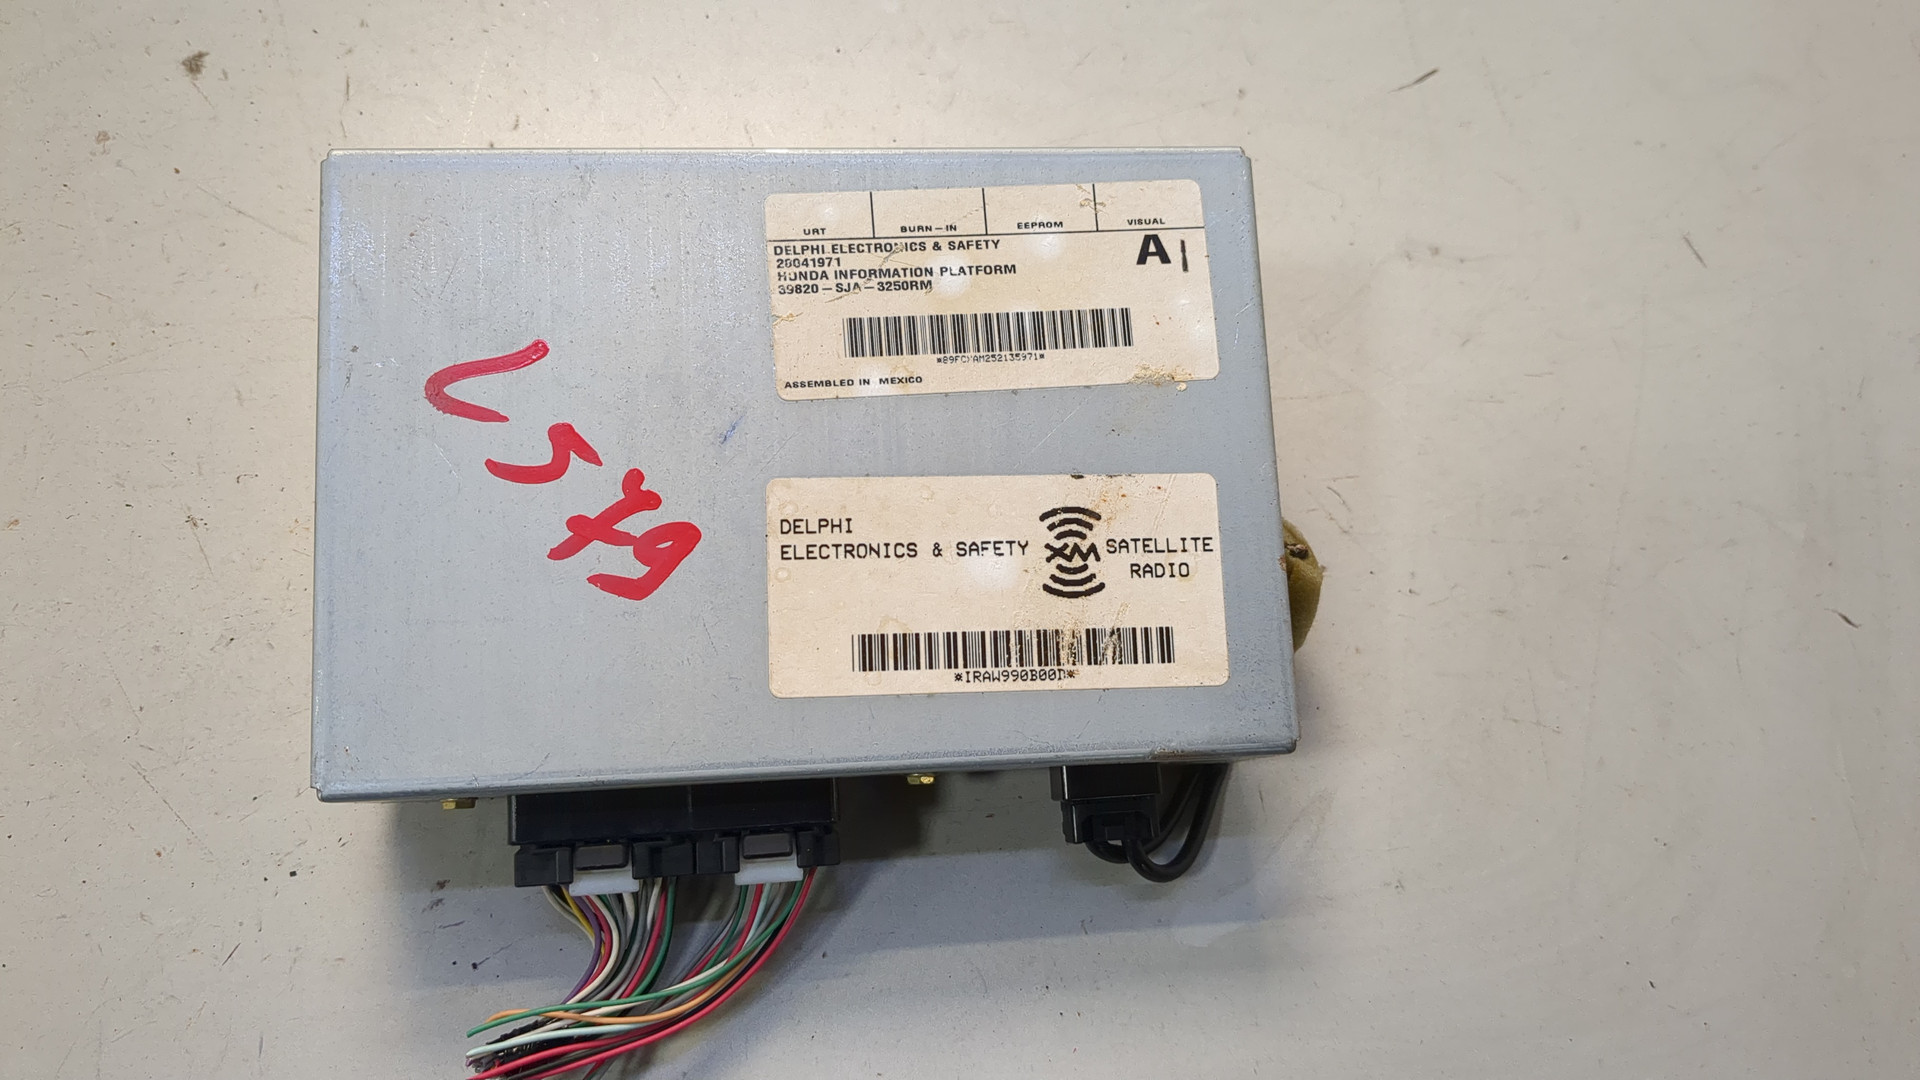 URT BURN-IN EEPROM VISUAL
DELPHI ELECTRONICS & SAFETY
A
28041971
HONDA INFORMATION PLATFORM
39820-SJA-3250RM
ASSEMBLED IN MEXICO
DELPHI
ELECTRONICS & SAFETY XM SATELLITE
RADIO
*IRAW990B00D*